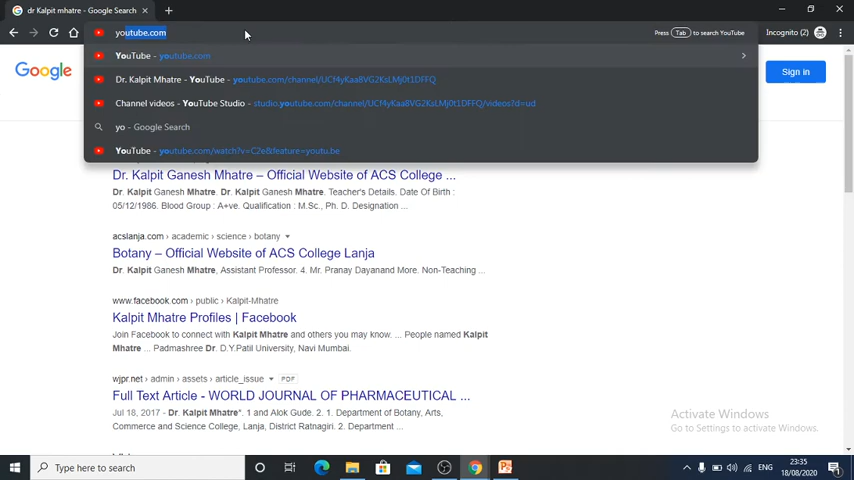 dr Kalpit mhatre - Google Search
youtube.com
Press Tab to search YouTube
Incognito (2)
YouTube - youtube.com
Dr. Kalpit Mhatre - YouTube - youtube.com/channel/UCf4yKaa8VG2KsLMj0t1DFFQ
Channel videos - YouTube Studio - studio.youtube.com/channel/UCf4yKaa8VG2KsLMj0t1DFFQ/videos?d=ud
yo - Google Search
YouTube - youtube.com/watch?v=C2e&feature=youtu.be
Google
Sign in
Dr. Kalpit Ganesh Mhatre – Official Website of ACS College ...
Dr. Kalpit Ganesh Mhatre. Dr. Kalpit Ganesh Mhatre. Teacher's Details. Date Of Birth :
05/12/1986. Blood Group : A+ve. Qualification : M.Sc., Ph. D. Designation ...
acslanja.com › academic › science › botany
Botany – Official Website of ACS College Lanja
Dr. Kalpit Ganesh Mhatre, Assistant Professor. 4. Mr. Pranay Dayanand More. Non-Teaching ...
www.facebook.com › public › Kalpit-Mhatre
Kalpit Mhatre Profiles | Facebook
Join Facebook to connect with Kalpit Mhatre and others you may know. ... People named Kalpit
Mhatre ... Padmashree Dr. D.Y.Patil University, Navi Mumbai.
wjpr.net › admin › assets › article_issue PDF
Full Text Article - WORLD JOURNAL OF PHARMACEUTICAL ...
Jul 18, 2017 - Dr. Kalpit Mhatre*. 1 and Alok Gude. 2. 1. Department of Botany, Arts,
Commerce and Science College, Lanja, District Ratnagiri. 2. Department ...
Activate Windows
Go to Settings to activate Windows.
Type here to search
ENG
23:35
18/08/2020